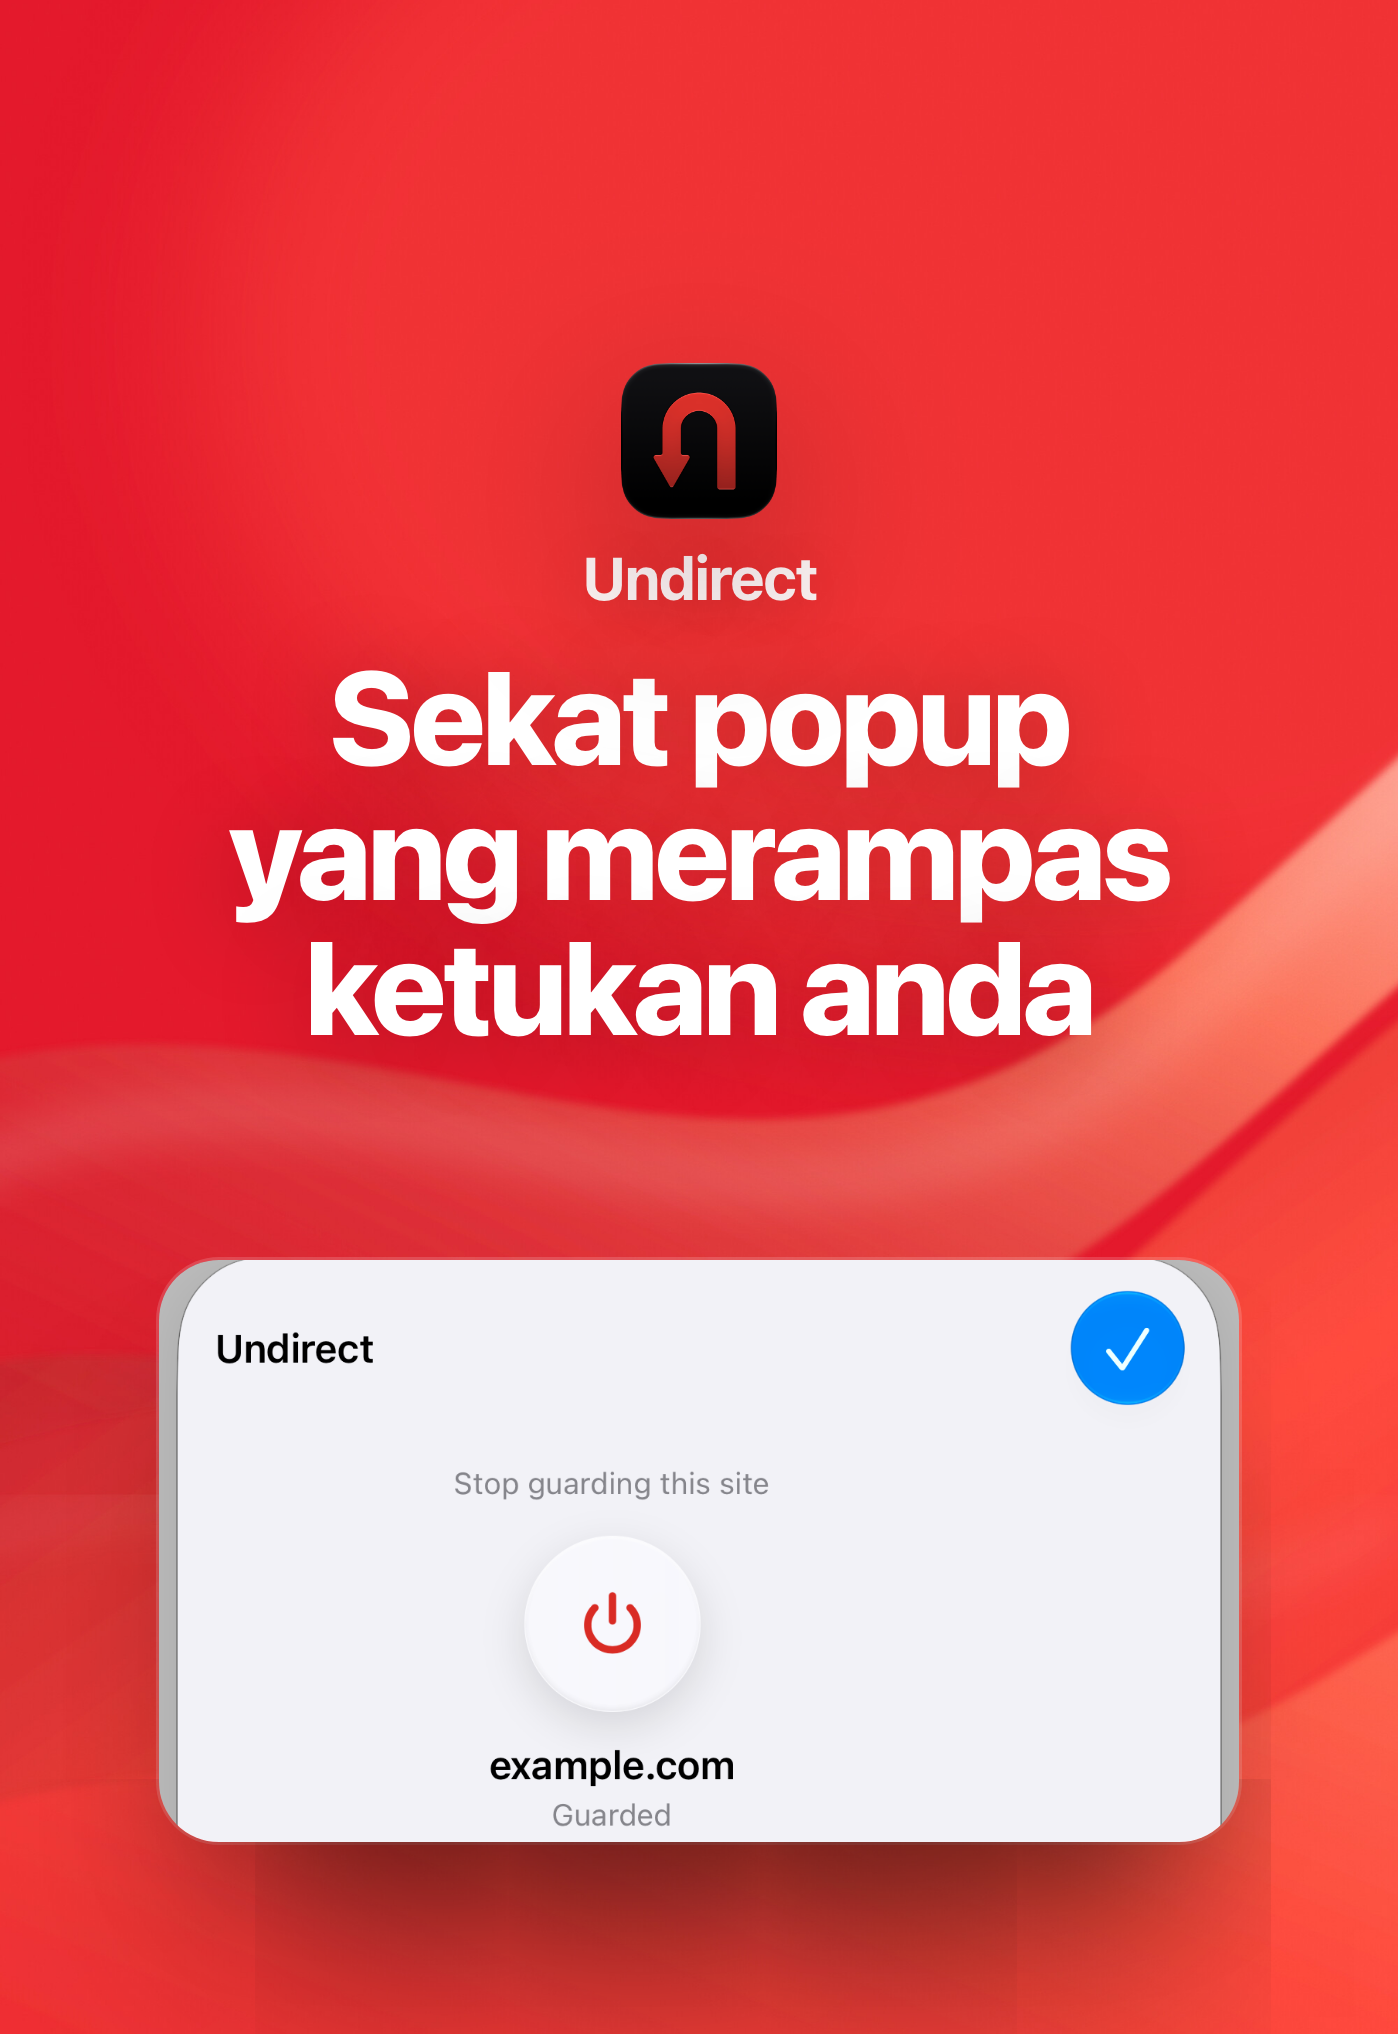 Undirect
Sekat popup
yang merampas
ketukan anda
Undirect
Stop guarding this site
example.com
Guarded